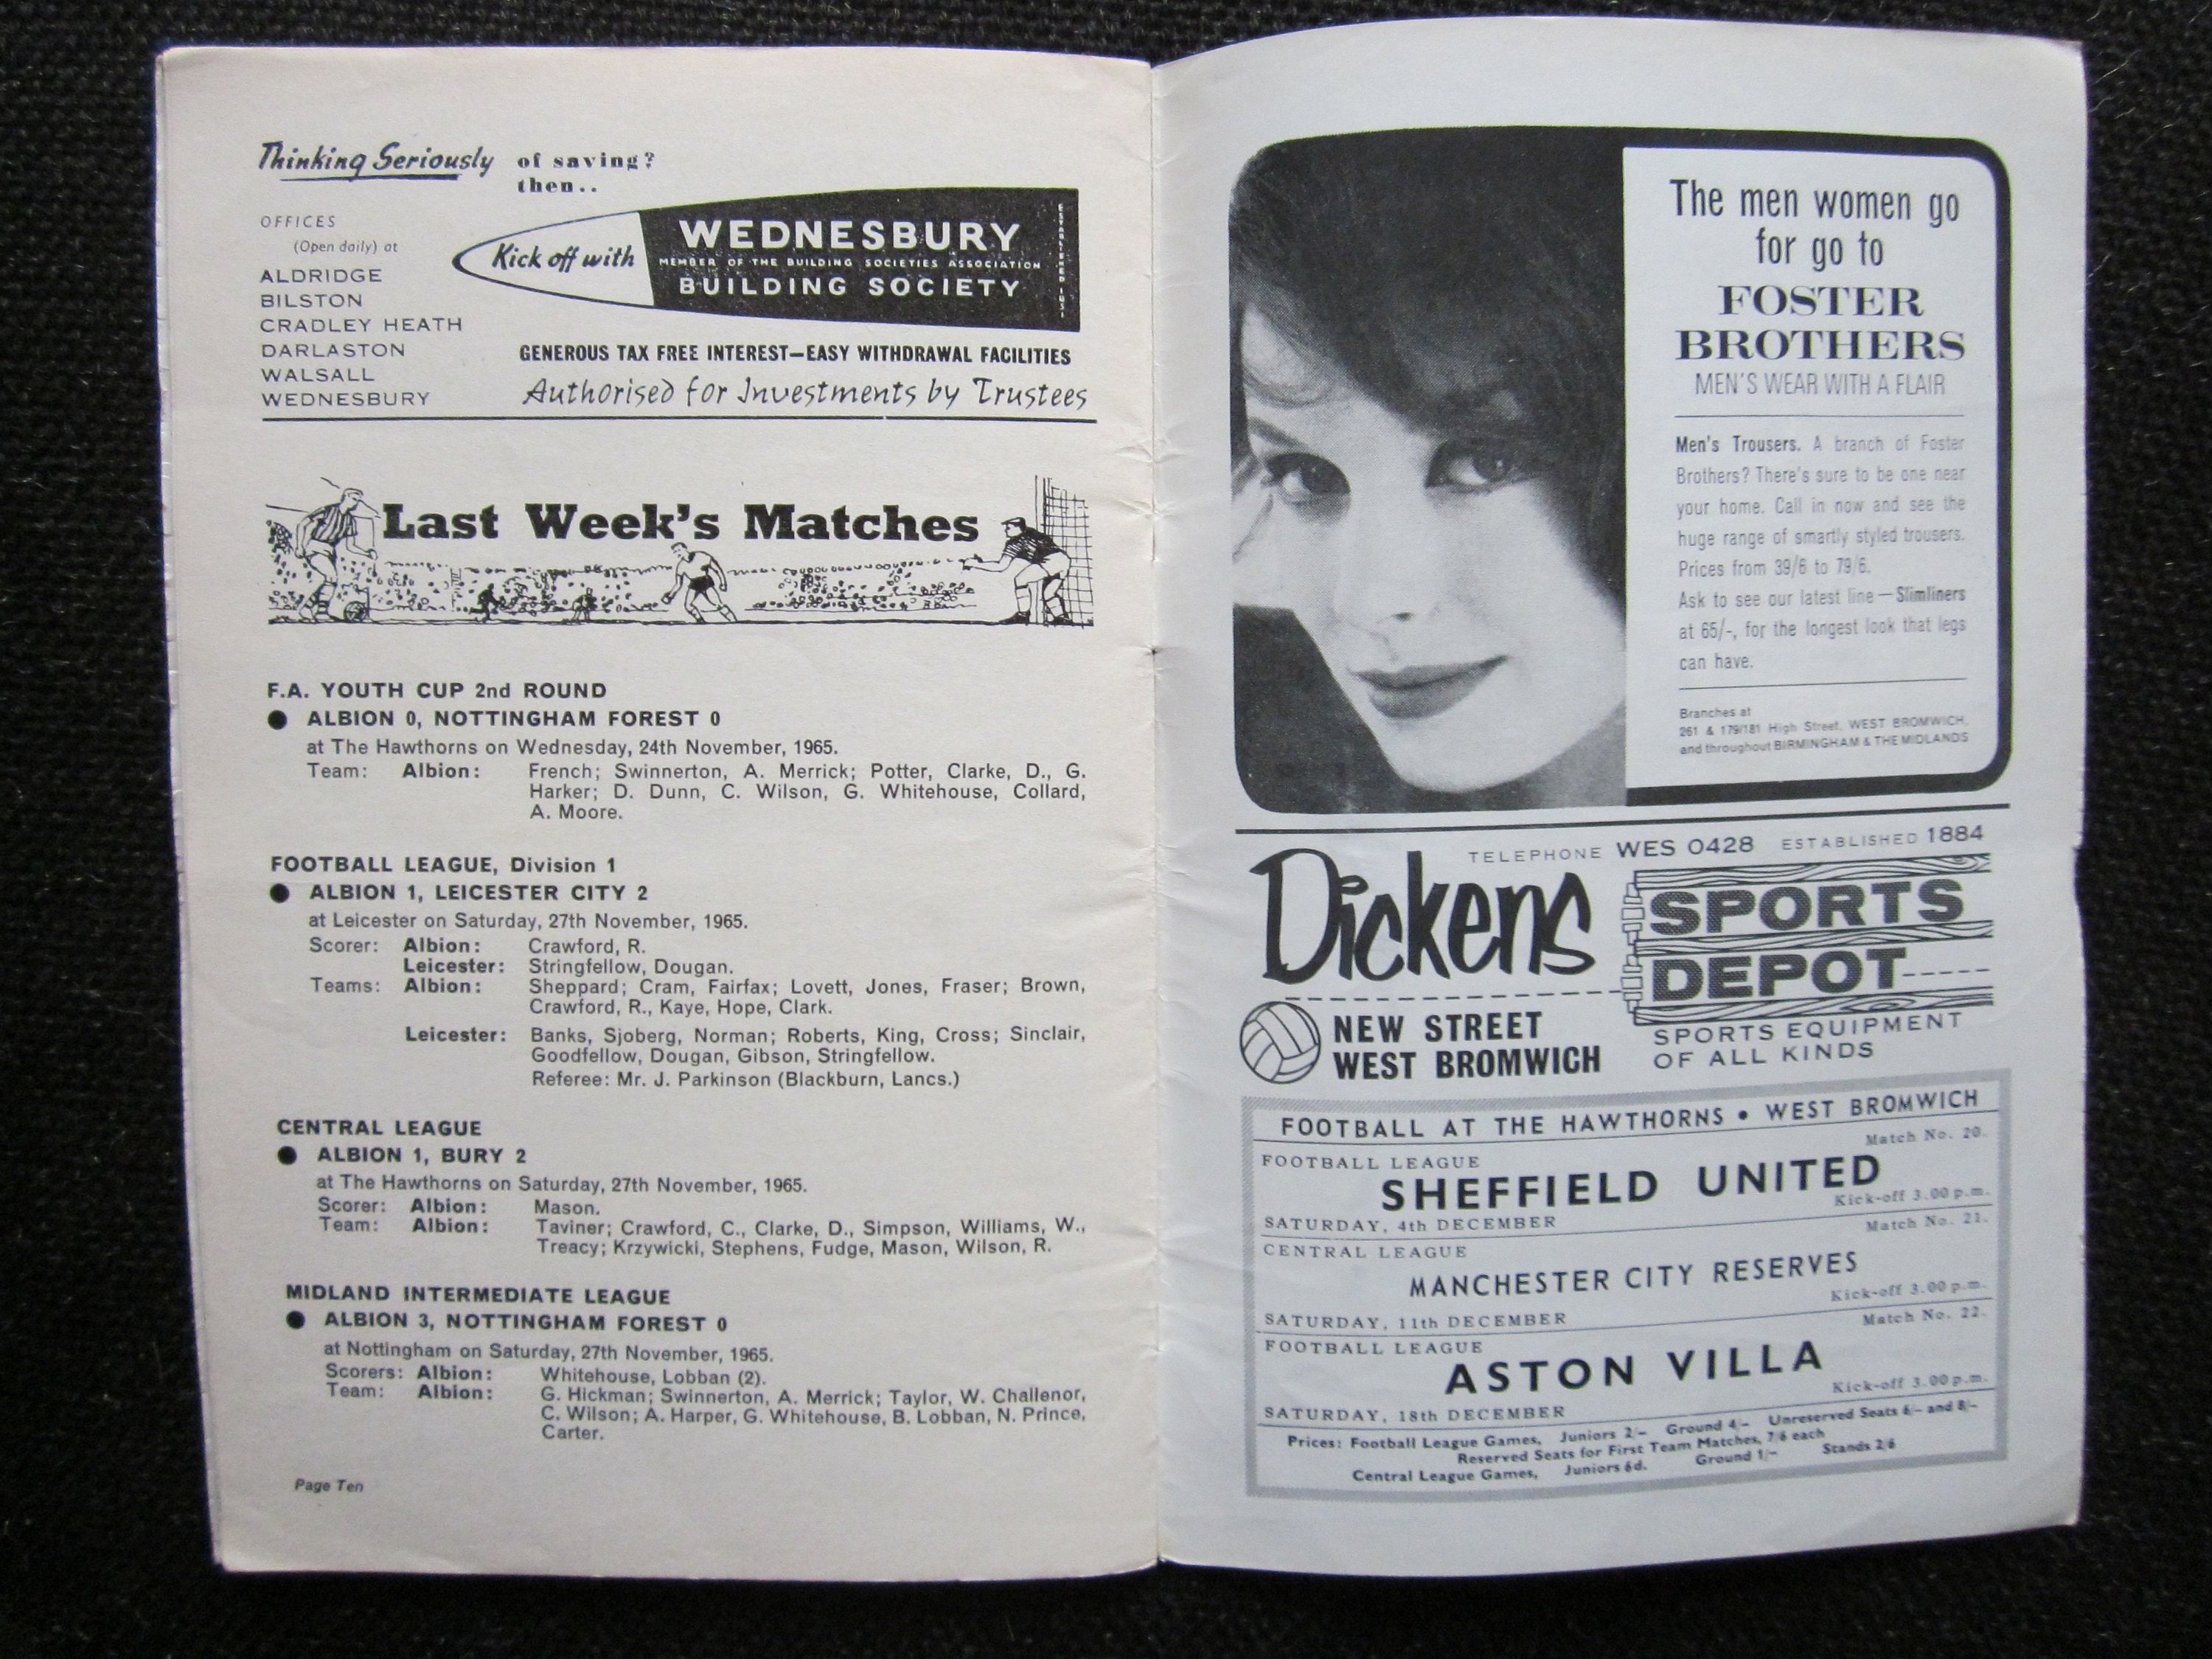 Thinking Seriously of saving?
then..
OFFICES
(Open daily) at
ALDRIDGE
BILSTON
CRADLEY HEATH
DARLASTON
WALSALL
WEDNESBURY
Kick off with
WEDNESBURY
MEMBER OF THE BUILDING SOCIETIES ASSOCIATION
BUILDING SOCIETY
ESTABLISHED
GENEROUS TAX FREE INTEREST—EASY WITHDRAWAL FACILITIES
Authorised for Investments by Trustees
Last Week's Matches
F.A. YOUTH CUP 2nd ROUND
● ALBION 0, NOTTINGHAM FOREST 0
at The Hawthorns on Wednesday, 24th November, 1965.
Team: Albion: French; Swinnerton, A. Merrick; Potter, Clarke, D., G.
Harker; D. Dunn, C. Wilson, G. Whitehouse, Collard,
A. Moore.
FOOTBALL LEAGUE, Division 1
● ALBION 1, LEICESTER CITY 2
at Leicester on Saturday, 27th November, 1965.
Scorer: Albion: Crawford, R.
Leicester: Stringfellow, Dougan.
Teams: Albion: Sheppard; Cram, Fairfax; Lovett, Jones, Fraser; Brown,
Crawford, R., Kaye, Hope, Clark.
Leicester: Banks, Sjoberg, Norman; Roberts, King, Cross; Sinclair,
Goodfellow, Dougan, Gibson, Stringfellow.
Referee: Mr. J. Parkinson (Blackburn, Lancs.)
CENTRAL LEAGUE
● ALBION 1, BURY 2
at The Hawthorns on Saturday, 27th November, 1965.
Scorer: Albion: Mason.
Team: Albion: Taviner; Crawford, C., Clarke, D., Simpson, Williams, W.,
Treacy; Krzywicki, Stephens, Fudge, Mason, Wilson, R.
MIDLAND INTERMEDIATE LEAGUE
● ALBION 3, NOTTINGHAM FOREST 0
at Nottingham on Saturday, 27th November, 1965.
Scorers: Albion: Whitehouse, Lobban (2).
Team: Albion: G. Hickman; Swinnerton, A. Merrick; Taylor, W. Challenor,
C. Wilson; A. Harper, G. Whitehouse, B. Lobban, N. Prince,
Carter.
Page Ten
The men women go
for go to
FOSTER
BROTHERS
MEN'S WEAR WITH A FLAIR
Men's Trousers. A branch of Foster
Brothers? There's sure to be one near
your home. Call in now and see the
huge range of smartly styled trousers.
Prices from 39/6 to 79/6.
Ask to see our latest line — Slimliners
at 65/-, for the longest look that legs
can have.
Branches at
261 & 179/181 High Street, WEST BROMWICH,
and throughout BIRMINGHAM & THE MIDLANDS
TELEPHONE WES 0428 ESTABLISHED 1884
Dickens
SPORTS
DEPOT
NEW STREET
WEST BROMWICH
SPORTS EQUIPMENT
OF ALL KINDS
FOOTBALL AT THE HAWTHORNS • WEST BROMWICH
Match No. 20.
FOOTBALL LEAGUE
SHEFFIELD UNITED
Kick-off 3.00 p.m.
SATURDAY, 4th DECEMBER
Match No. 21.
CENTRAL LEAGUE
MANCHESTER CITY RESERVES
Kick-off 3.00 p.m.
SATURDAY, 11th DECEMBER
Match No. 22.
FOOTBALL LEAGUE
ASTON VILLA
Kick-off 3.00 p.m.
SATURDAY, 18th DECEMBER
Prices: Football League Games, Juniors 2/- Ground 4/- Unreserved Seats 6/- and 8/-
Reserved Seats for First Team Matches, 7/6 each
Central League Games, Juniors 6d. Ground 1/- Stands 2/6